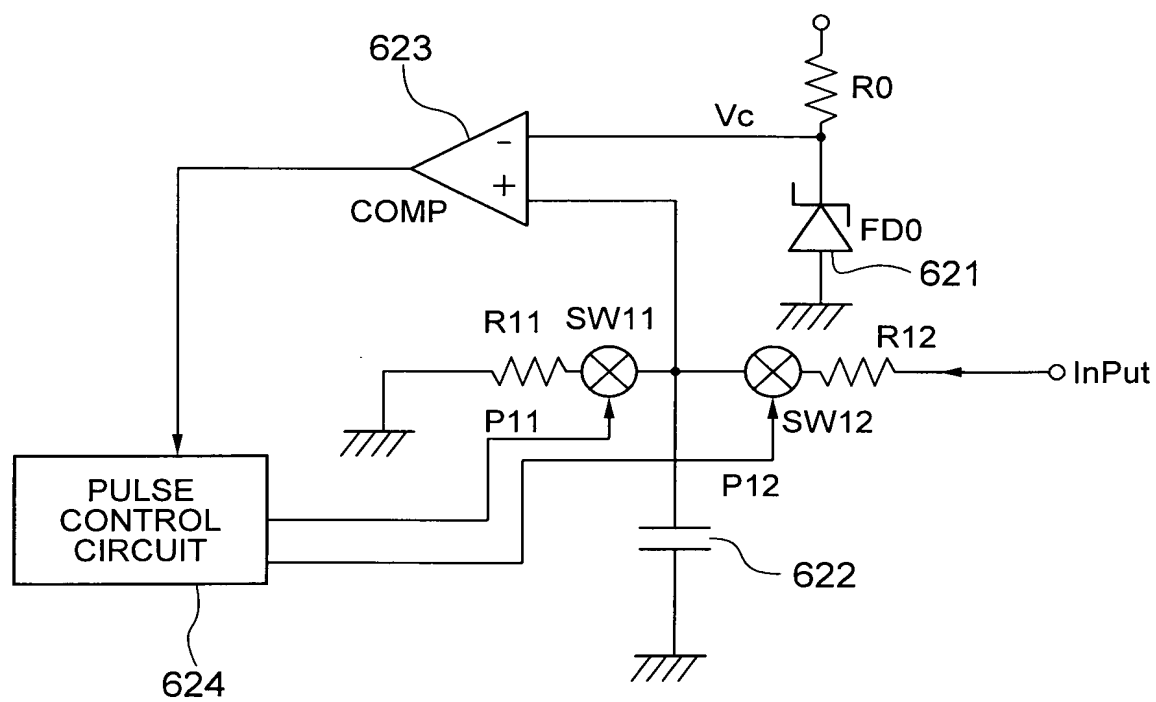 623
R0
Vc
-
+
COMP
FD0
621
R11
SW11
R12
InPut
P11
SW12
P12
PULSE
CONTROL
CIRCUIT
622
624